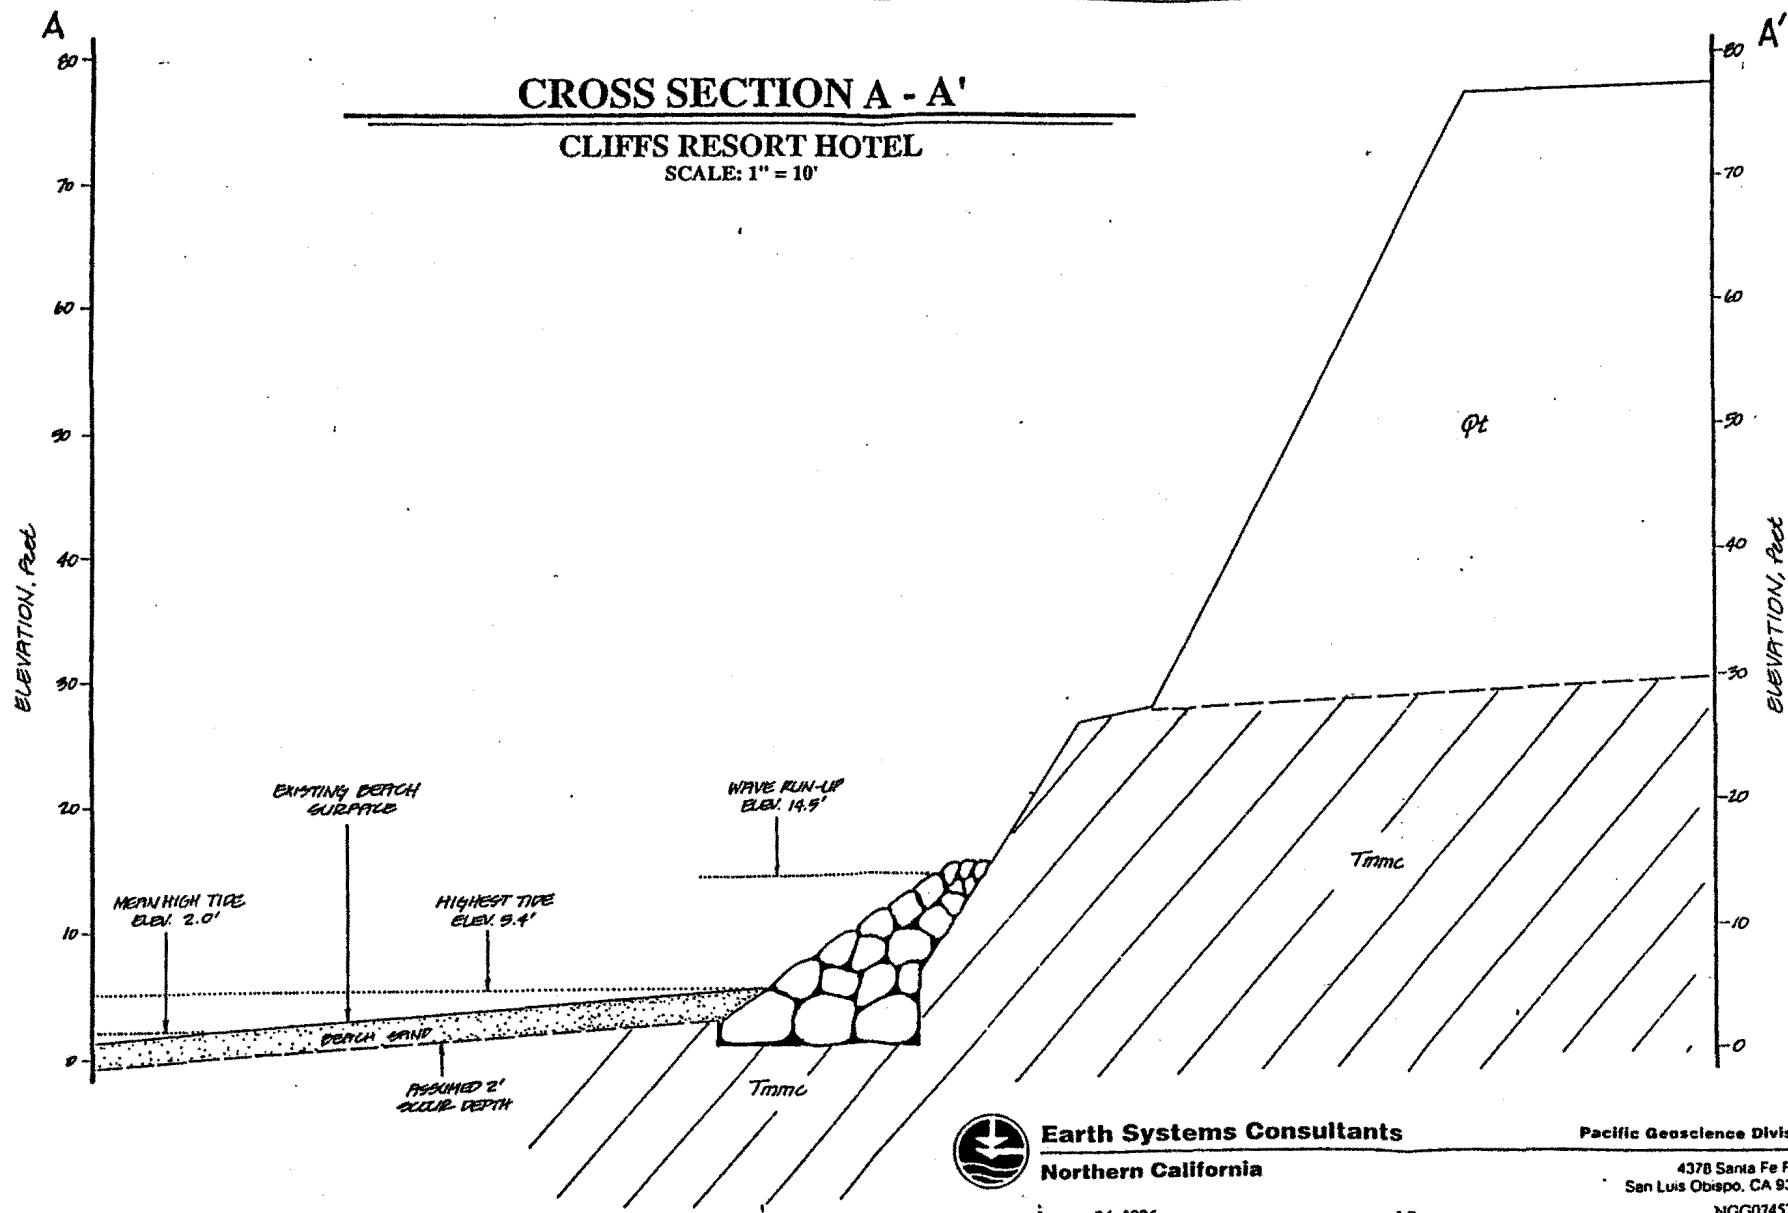 A
A'
CROSS SECTION A - A'
CLIFFS RESORT HOTEL
SCALE: 1" = 10'
80
70
60
50
40
30
20
10
0
ELEVATION, Feet
80
70
60
50
40
30
20
10
0
ELEVATION, Feet
Qt
Tmmc
Tmmc
EXISTING BEACH
SURFACE
WAVE RUN-UP
ELEV. 14.5'
MEAN HIGH TIDE
ELEV. 2.0'
HIGHEST TIDE
ELEV. 5.4'
BEACH SAND
ASSUMED 2'
SCOUR DEPTH
Earth Systems Consultants
Northern California
Pacific Geoscience
4378 Santa Fe
San Luis Obispo, CA